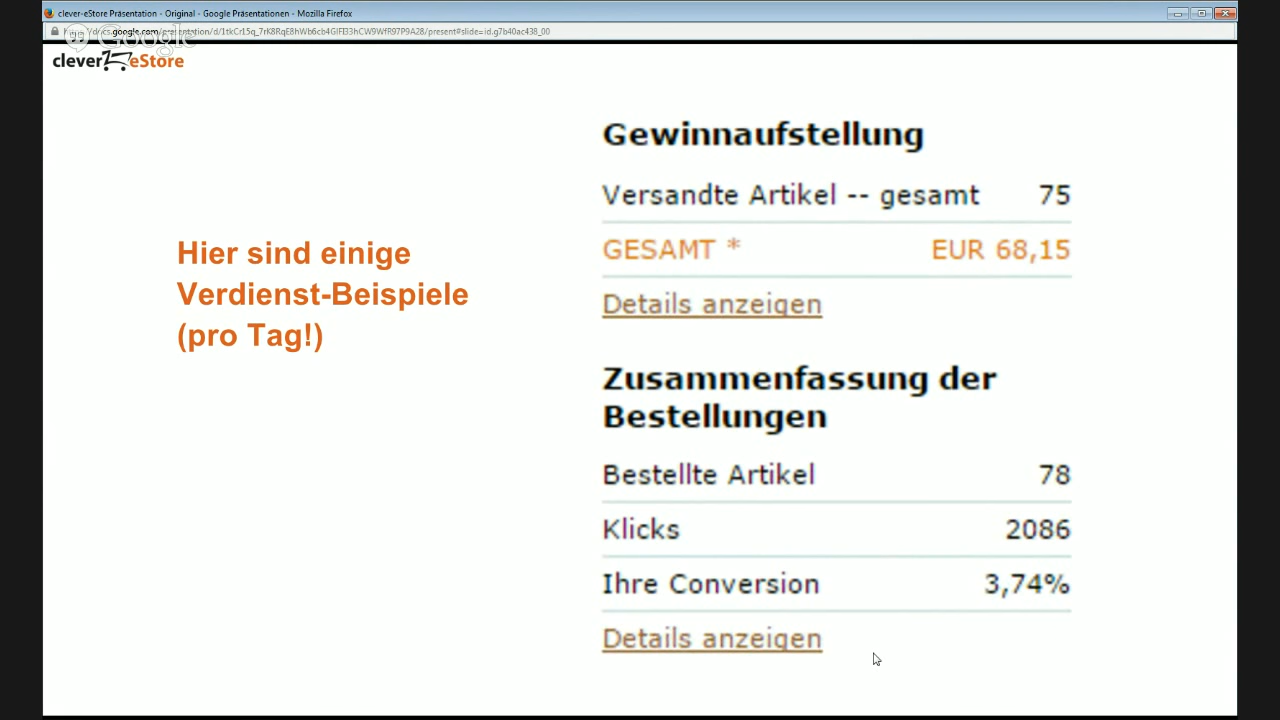 clever-eStore Präsentation - Original - Google Präsentationen - Mozilla Firefox
Google
clever eStore
Gewinnaufstellung
Versandte Artikel -- gesamt 75
GESAMT * EUR 68,15
Details anzeigen
Hier sind einige
Verdienst-Beispiele
(pro Tag!)
Zusammenfassung der
Bestellungen
Bestellte Artikel 78
Klicks 2086
Ihre Conversion 3,74%
Details anzeigen